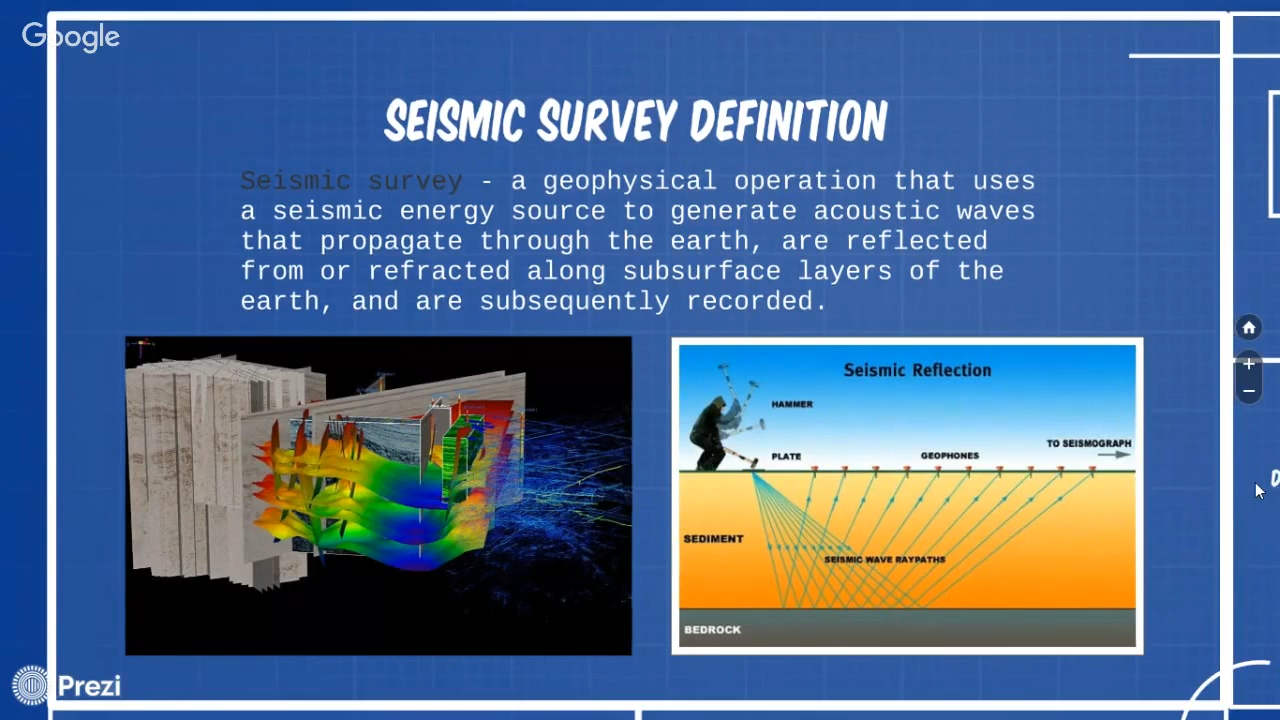 Google
SEISMIC SURVEY DEFINITION
Seismic survey - a geophysical operation that uses
a seismic energy source to generate acoustic waves
that propagate through the earth, are reflected
from or refracted along subsurface layers of the
earth, and are subsequently recorded.
Seismic Reflection
HAMMER
TO SEISMOGRAPH
PLATE
GEOPHONES
SEDIMENT
SEISMIC WAVE RAYPATHS
BEDROCK
Prezi